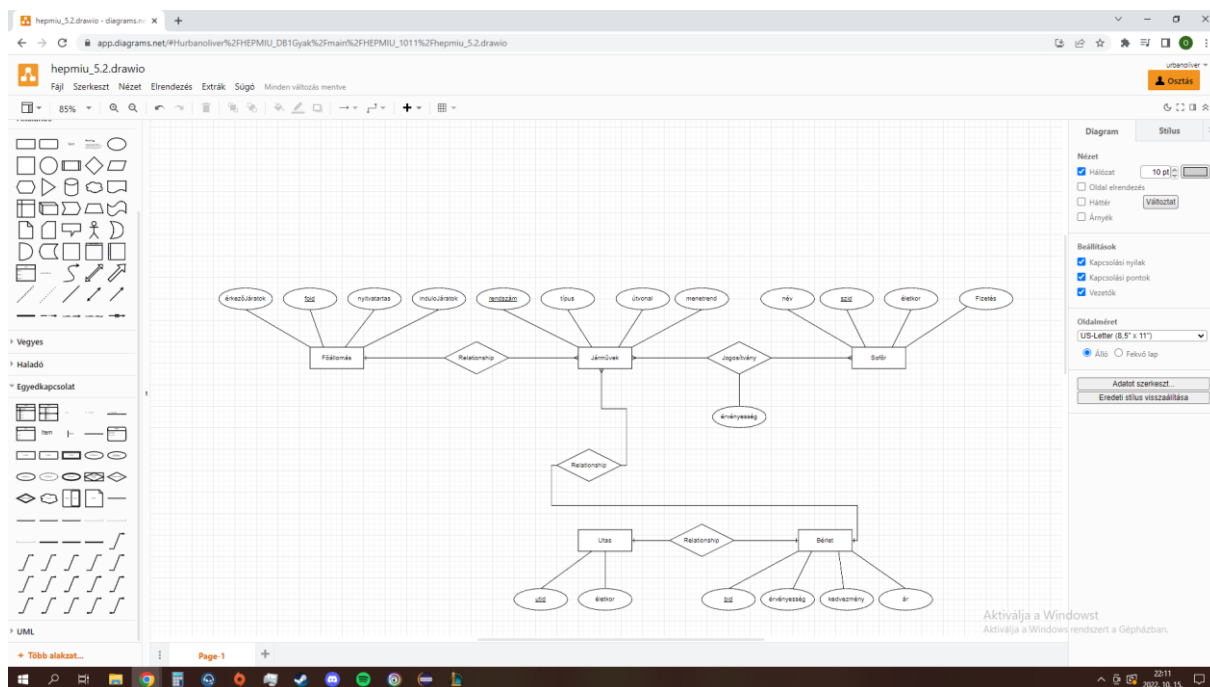 hepmiu_5.2.drawio - diagrams.n
app.diagrams.net/#Hurbanoliver%2FHEPMIU_DB1Gyak%2Fmain%2FHEPMIU_1011%2Fhepmiu_5.2.drawio
hepmiu_5.2.drawio
urbanoliver
Fájl Szerkeszt Nézet Elrendezés Extrák Súgó Minden változás mentve
Osztás
85%
Diagram Stílus
Nézet
Hálózat 10 pt
Oldal elrendezés
Háttér Változtat
Árnyék
Beállítások
Kapcsolási nyilak
Kapcsolási pontok
Vezetők
Oldalméret
US-Letter (8,5" x 11")
Álló Fekvő lap
Adatot szerkeszt...
Eredeti stílus visszaállítása
Vegyes
Haladó
Egyedkapcsolat
Item
UML
+ Több alakzat...
érkezőJáratok foid nyitvatartas induloJáratok rendszám típus útvonal menetrend név szid életkor Fizetés
Főállomás Relationship Járművek Jogosítvány Sofőr
érvényesség
Relationship
Utas Relationship Bérlet
utid életkor bid érvényesség kedvezmény ár
Aktiválja a Windowst
Aktiválja a Windows rendszert a Gépházban.
Page-1
22:11
2022. 10. 15.